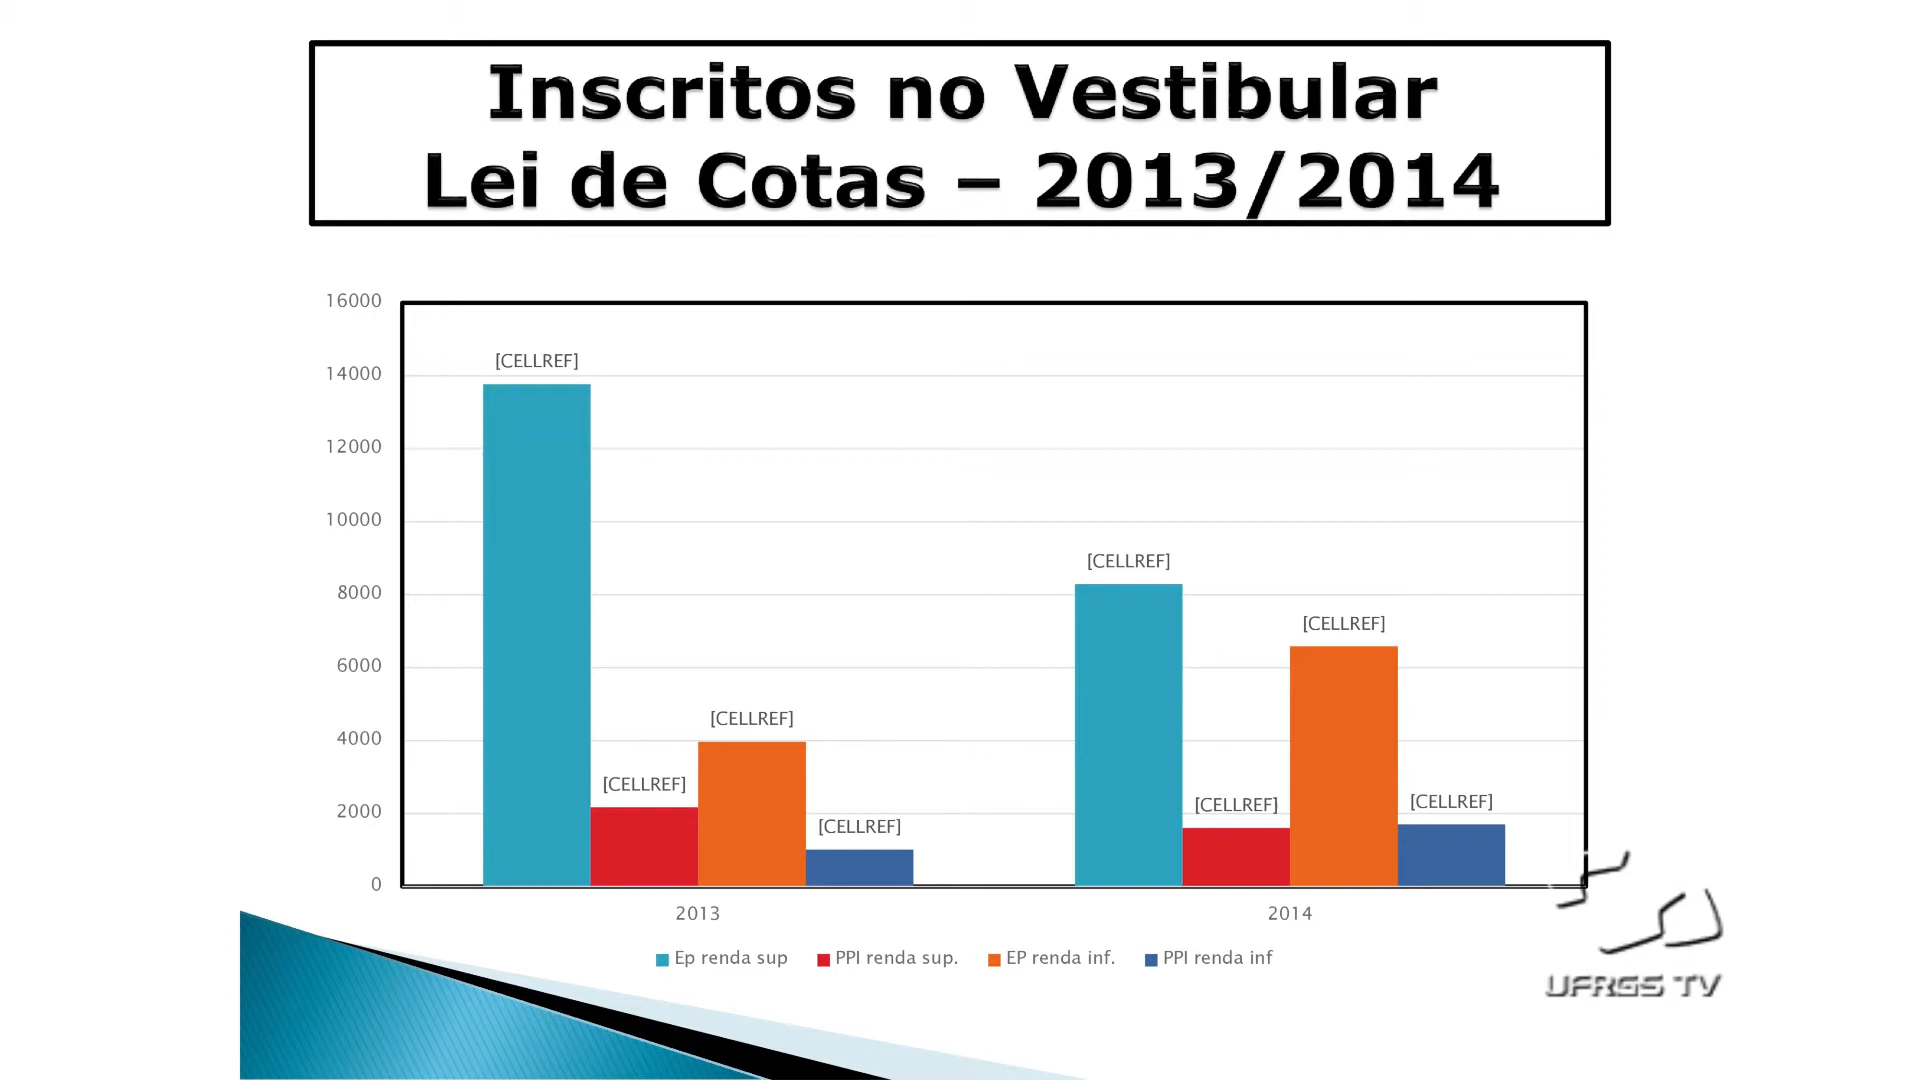 Inscritos no Vestibular
Lei de Cotas – 2013/2014
16000
14000
12000
10000
8000
6000
4000
2000
0
[CELLREF]
[CELLREF]
[CELLREF]
[CELLREF]
[CELLREF]
[CELLREF]
[CELLREF]
[CELLREF]
2013
2014
Ep renda sup
PPI renda sup.
EP renda inf.
PPI renda inf
UFRGS TV